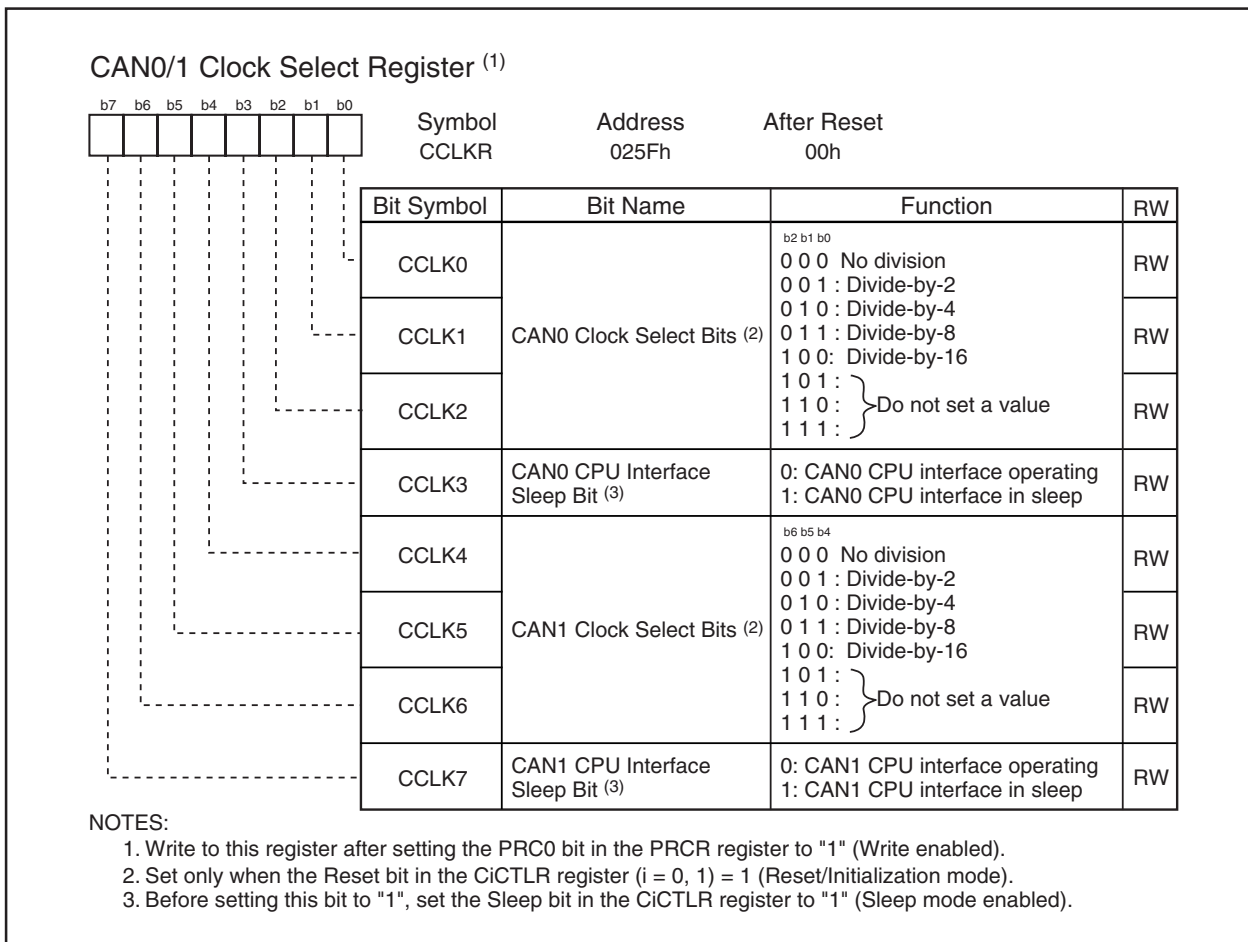 CAN0/1 Clock Select Register (1)
b7 b6 b5 b4 b3 b2 b1 b0
Symbol Address After Reset
CCLKR 025Fh 00h
Bit Symbol Bit Name Function RW
CCLK0 RW
CCLK1 CAN0 Clock Select Bits (2) RW
CCLK2 RW
b2 b1 b0
0 0 0 No division
0 0 1 : Divide-by-2
0 1 0 : Divide-by-4
0 1 1 : Divide-by-8
1 0 0: Divide-by-16
1 0 1 :
1 1 0 : Do not set a value
1 1 1 :
CCLK3 RW
CAN0 CPU Interface
Sleep Bit (3)
0: CAN0 CPU interface operating
1: CAN0 CPU interface in sleep
CCLK4 RW
CCLK5 CAN1 Clock Select Bits (2) RW
CCLK6 RW
b6 b5 b4
0 0 0 No division
0 0 1 : Divide-by-2
0 1 0 : Divide-by-4
0 1 1 : Divide-by-8
1 0 0: Divide-by-16
1 0 1 :
1 1 0 : Do not set a value
1 1 1 :
CCLK7 RW
CAN1 CPU Interface
Sleep Bit (3)
0: CAN1 CPU interface operating
1: CAN1 CPU interface in sleep
NOTES:
1. Write to this register after setting the PRC0 bit in the PRCR register to "1" (Write enabled).
2. Set only when the Reset bit in the CiCTLR register (i = 0, 1) = 1 (Reset/Initialization mode).
3. Before setting this bit to "1", set the Sleep bit in the CiCTLR register to "1" (Sleep mode enabled).